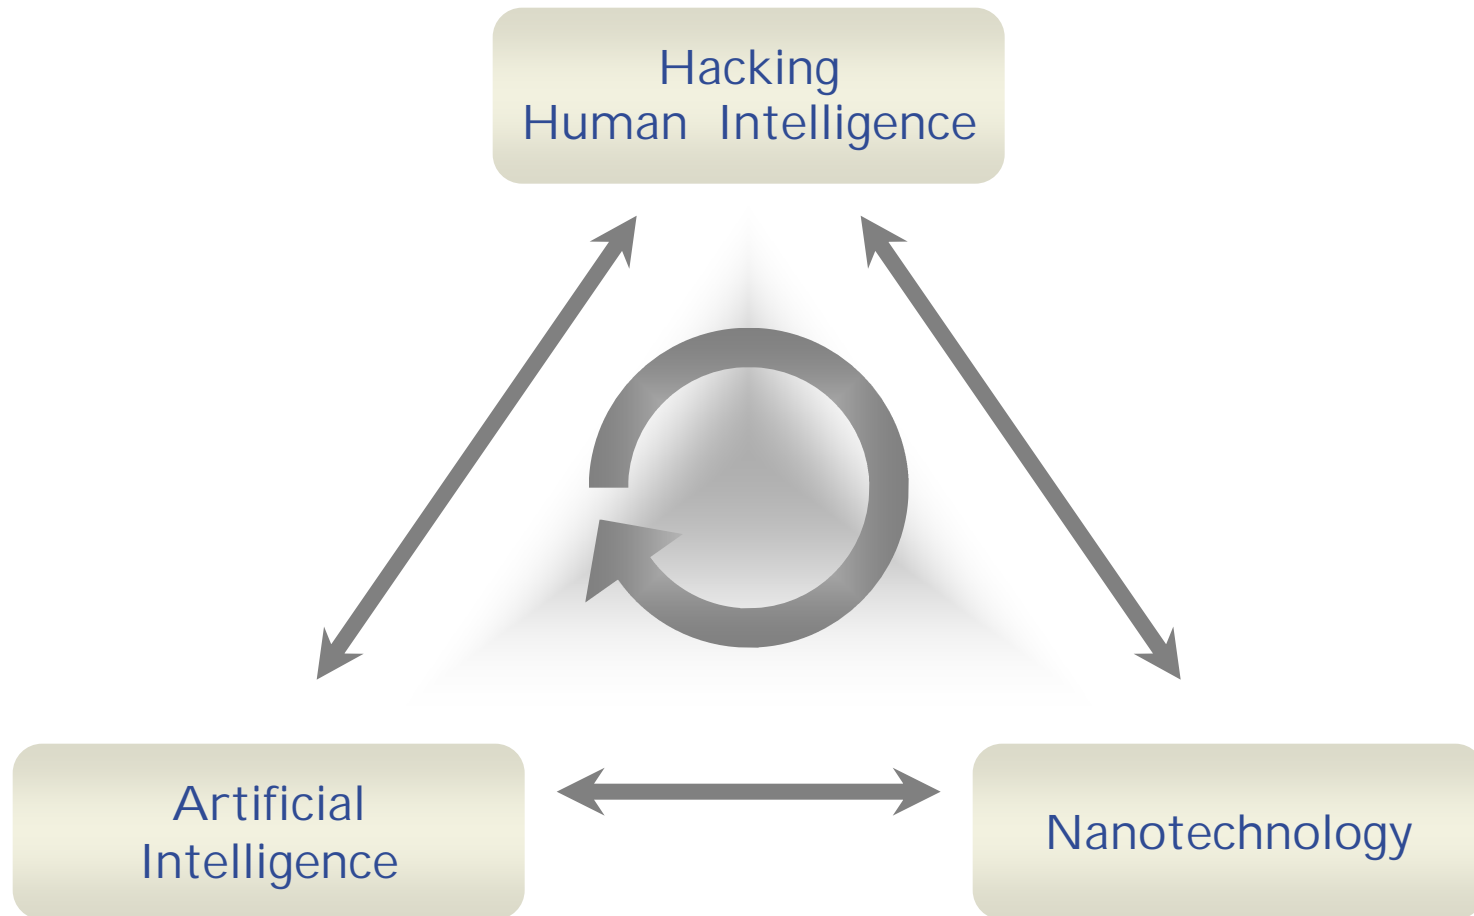 Hacking
Human Intelligence
Artificial
Intelligence
Nanotechnology